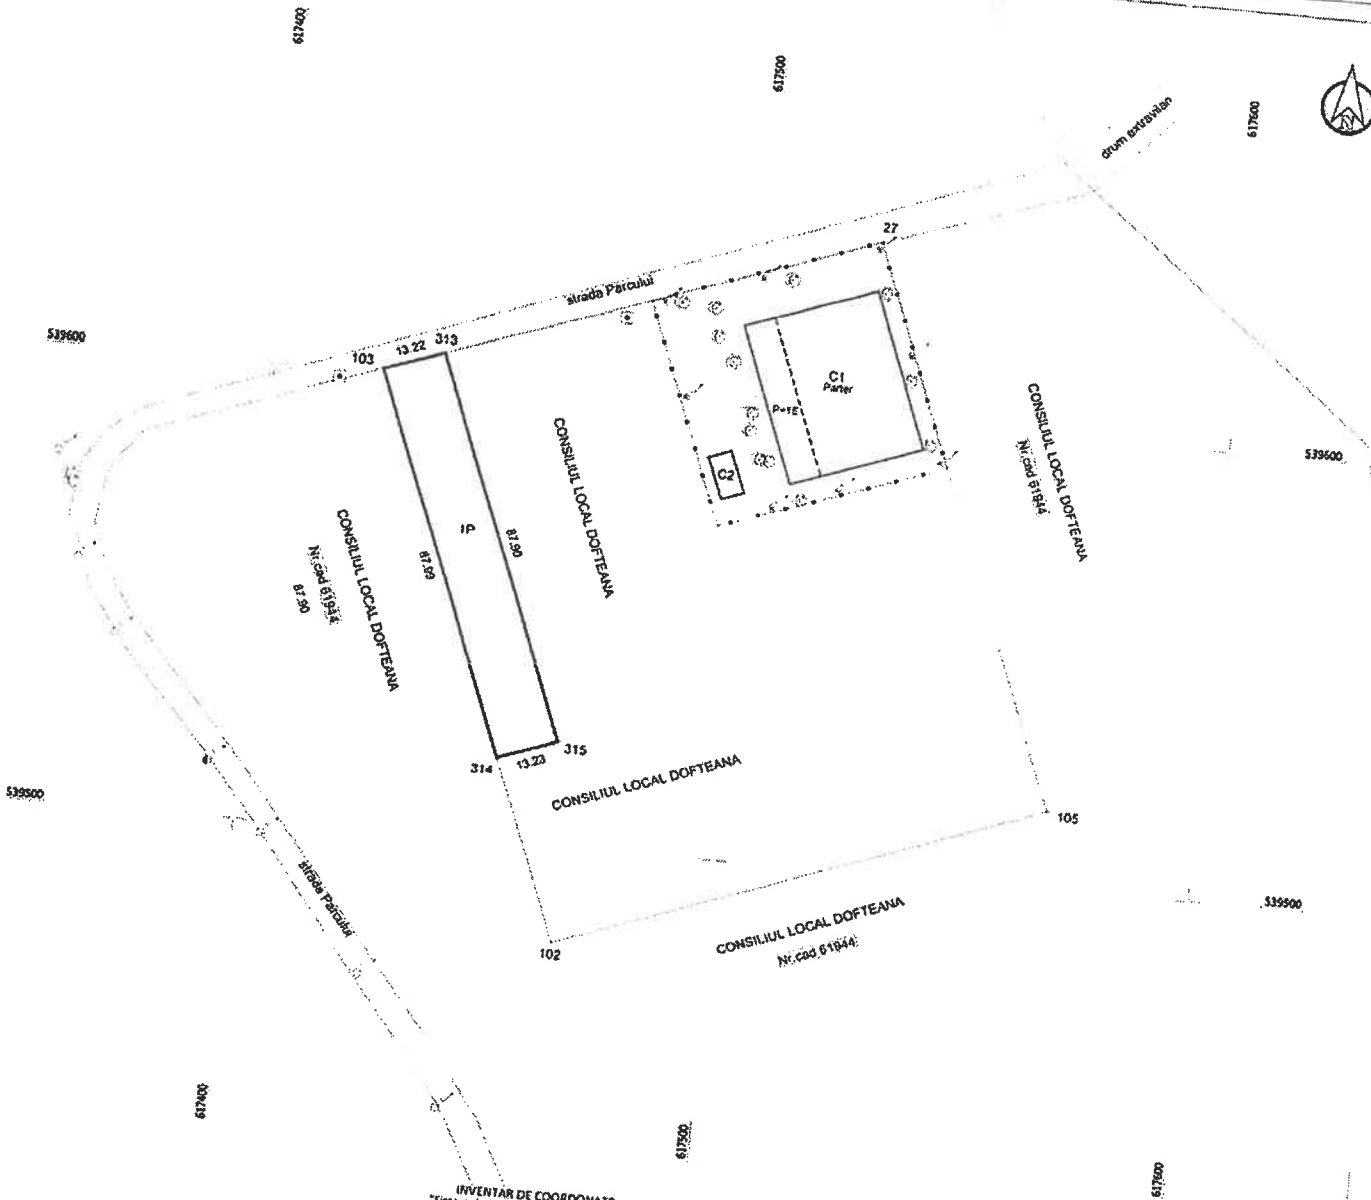 617400
617500
617600
N
drum extravilan
27
strada Parcului
539600
103
13.22
313
C1
Parter
P+1E
C2
CONSILIUL LOCAL DOFTEANA
Nr.cad 61944
539600
CONSILIUL LOCAL DOFTEANA
1P
87.90
CONSILIUL LOCAL DOFTEANA
Nr.cad 61944
87.90
314
13.23
315
CONSILIUL LOCAL DOFTEANA
539500
105
strada Parcului
102
CONSILIUL LOCAL DOFTEANA
Nr.cad 61944
539500
617400
617500
617600
INVENTAR DE COORDONATE